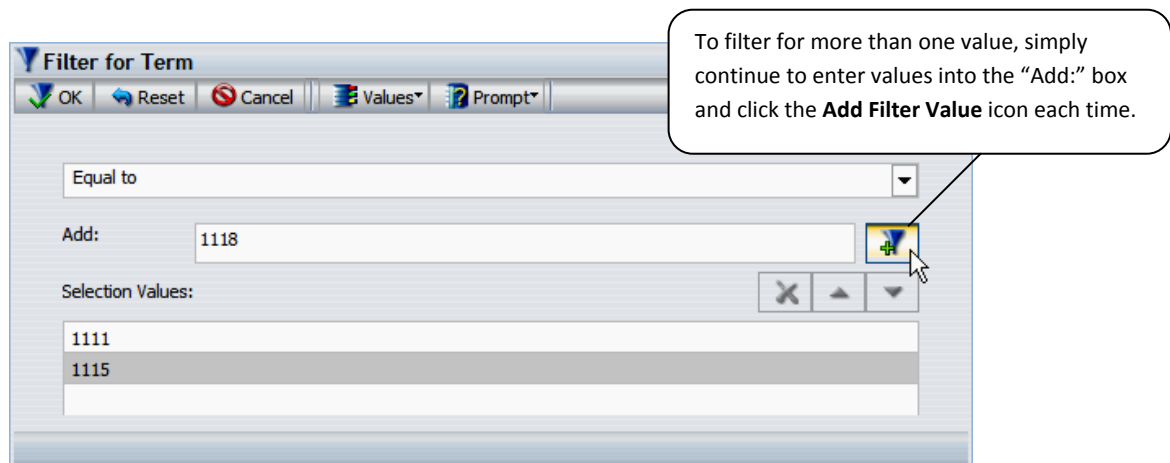 To filter for more than one value, simply
continue to enter values into the “Add:” box
and click the Add Filter Value icon each time.
Filter for Term
OK Reset Cancel Values Prompt
Equal to
Add: 1118
Selection Values:
1111
1115